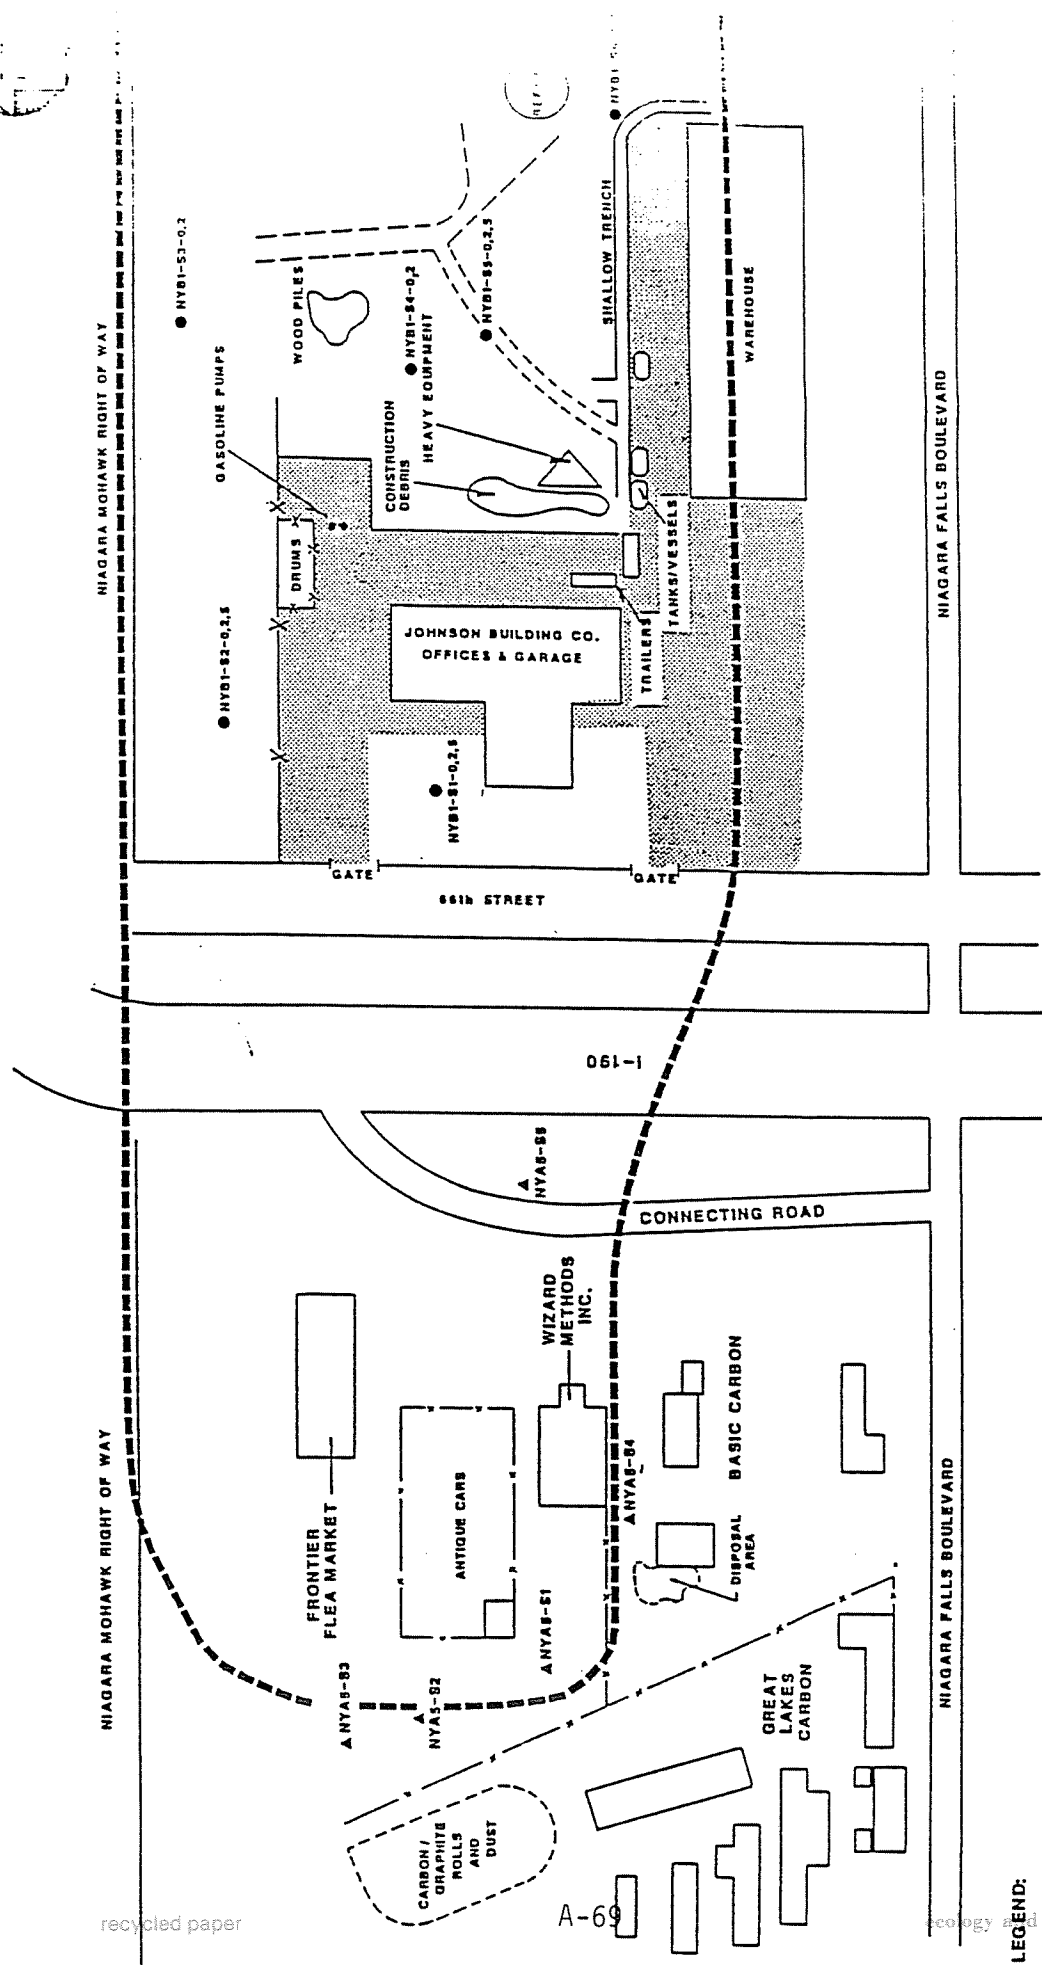 NIAGARA MOHAWK RIGHT OF WAY
NYB1-S3-0,2
WOOD PILES
NYB1-S4-0,2
HEAVY EQUIPMENT
NYB1-S5-0,2,5
SHALLOW TRENCH
WAREHOUSE
NIAGARA FALLS BOULEVARD
GASOLINE PUMPS
CONSTRUCTION
DEBRIS
DRUMS
TANKS/VESSELS
TRAILERS
JOHNSON BUILDING CO.
OFFICES & GARAGE
NYB1-S2-0,2,5
NYB1-S1-0,2,5
GATE
GATE
66th STREET
I-190
NYA5-S5
CONNECTING ROAD
WIZARD
METHODS
INC.
BASIC CARBON
NYA5-S4
ANTIQUE CARS
FRONTIER
FLEA MARKET
DISPOSAL
AREA
NYA5-S1
NYA5-S3
NYA5-S2
NIAGARA MOHAWK RIGHT OF WAY
GREAT
LAKES
CARBON
NIAGARA FALLS BOULEVARD
CARBON/
GRAPHITE
ROLLS
AND
DUST
LEGEND:
recycled paper
A-69
ecology and